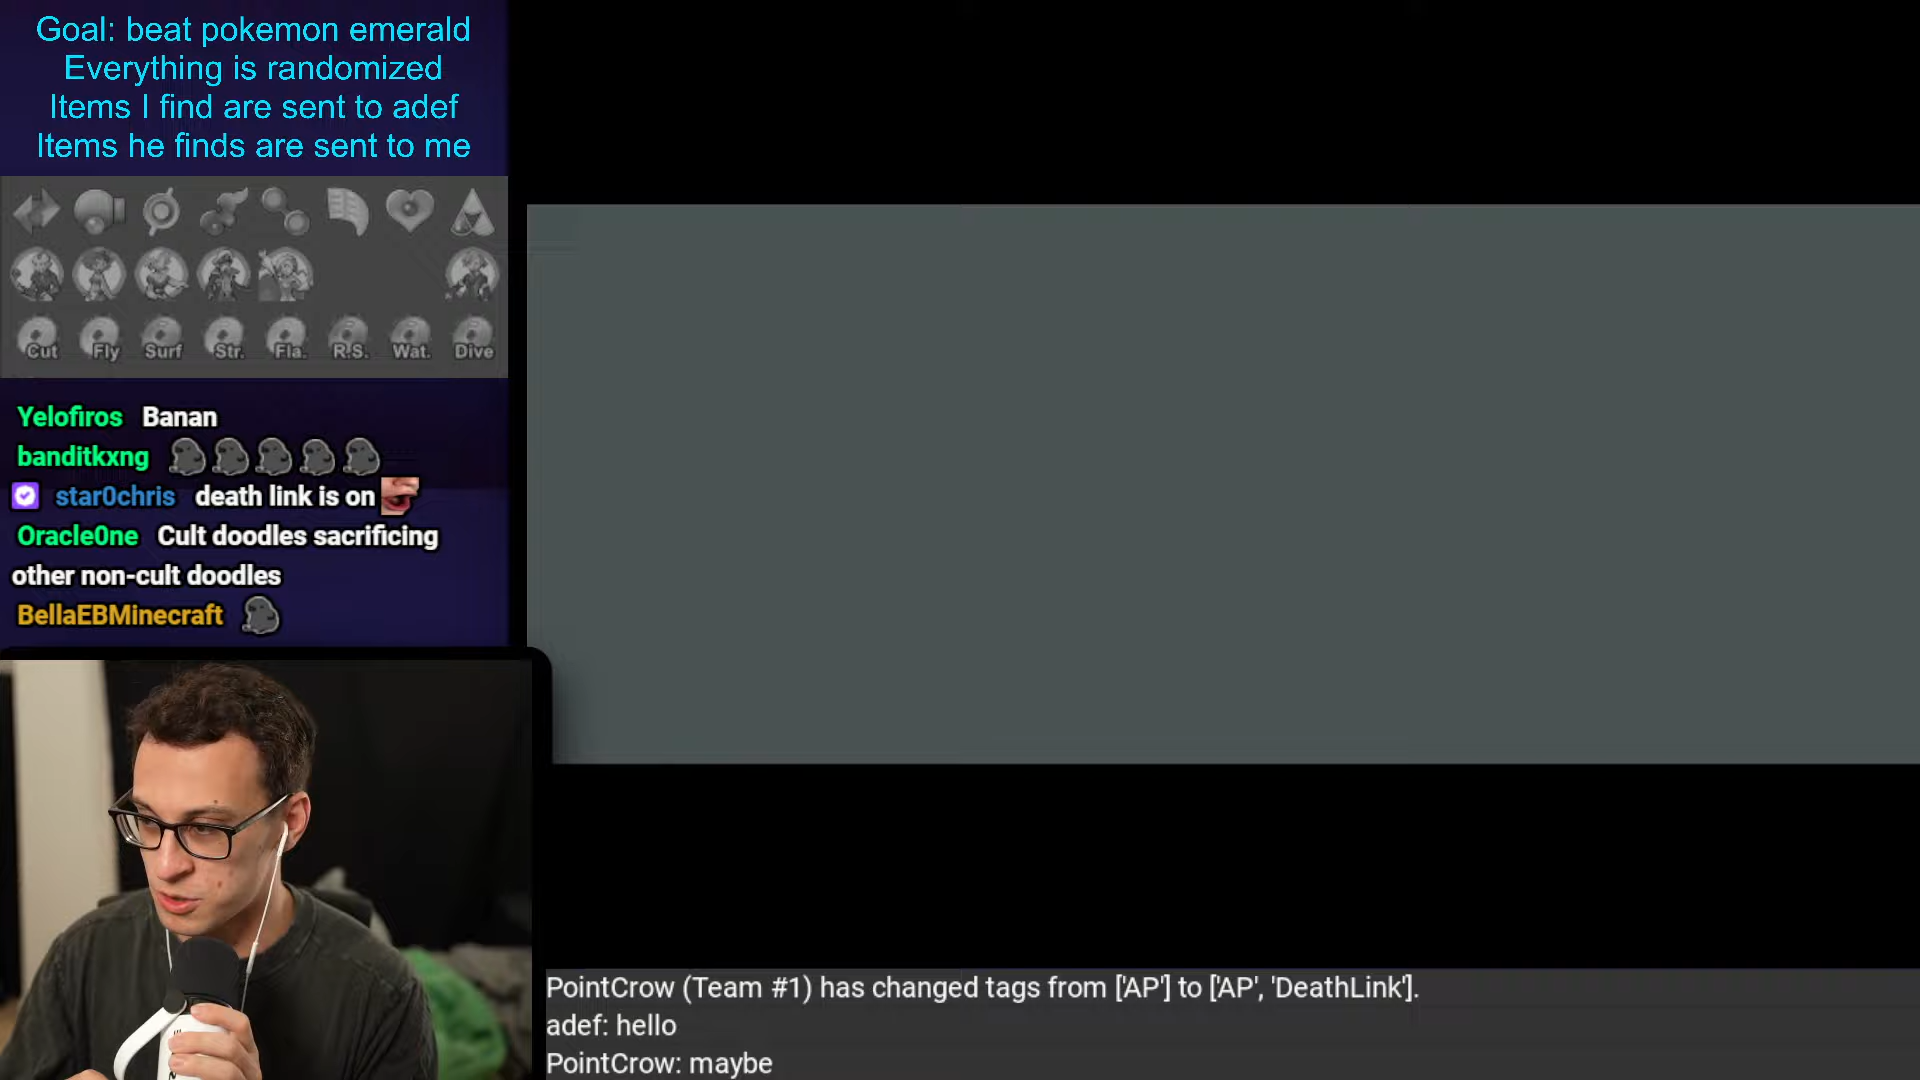 Goal: beat pokemon emerald
Everything is randomized
Items I find are sent to adef
Items he finds are sent to me
Cut Fly Surf Str. Fla. R.S. Wat. Dive
Yelofiros Banan
banditkxng
star0chris death link is on
Oracle0ne Cult doodles sacrificing
other non-cult doodles
BellaEBMinecraft
PointCrow (Team #1) has changed tags from ['AP'] to ['AP', 'DeathLink'].
adef: hello
PointCrow: maybe